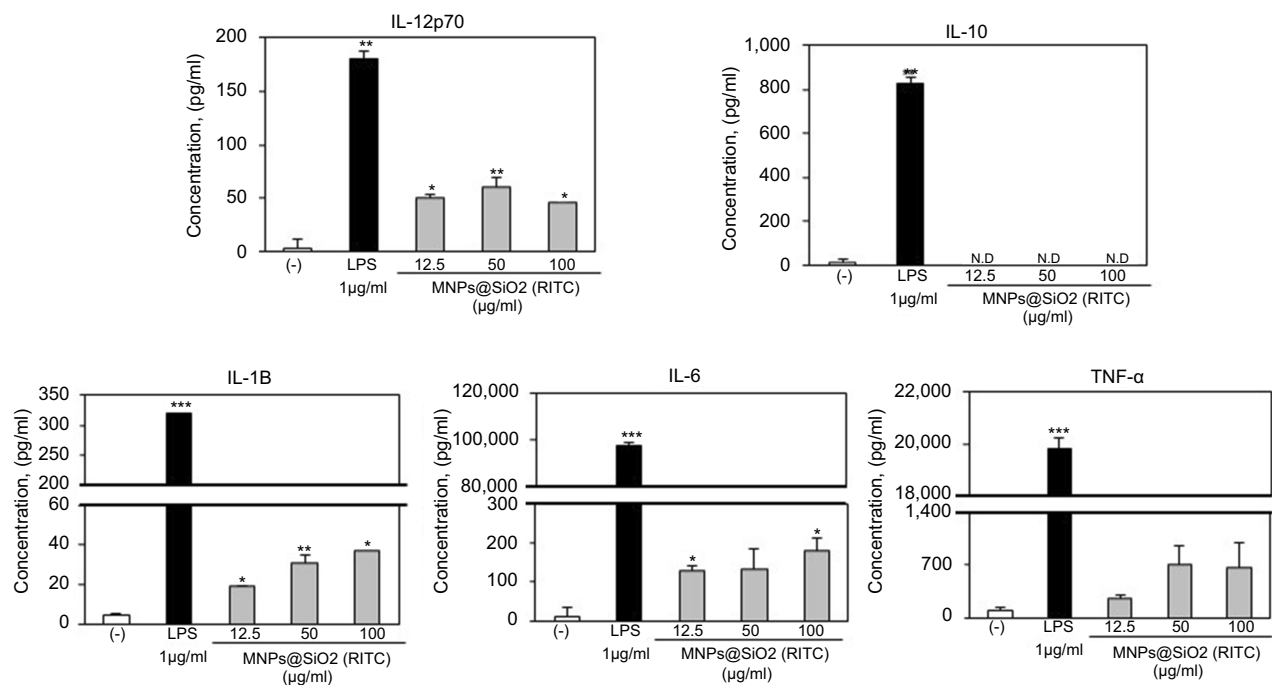 IL-12p70
Concentration, (pg/ml)
200
150
100
50
0
**
*
**
*
(-)
LPS
12.5
50
100
1µg/ml
MNPs@SiO2 (RITC)
(µg/ml)
IL-10
Concentration, (pg/ml)
1,000
800
600
400
200
0
**
N.D
N.D
N.D
(-)
LPS
12.5
50
100
1µg/ml
MNPs@SiO2 (RITC)
(µg/ml)
IL-1B
Concentration, (pg/ml)
350
300
250
200
60
40
20
0
***
*
**
*
(-)
LPS
12.5
50
100
1µg/ml
MNPs@SiO2 (RITC)
(µg/ml)
IL-6
Concentration, (pg/ml)
120,000
100,000
80,000
300
200
100
0
***
*
*
(-)
LPS
12.5
50
100
1µg/ml
MNPs@SiO2 (RITC)
(µg/ml)
TNF-α
Concentration, (pg/ml)
22,000
20,000
18,000
1,400
700
0
***
(-)
LPS
12.5
50
100
1µg/ml
MNPs@SiO2 (RITC)
(µg/ml)